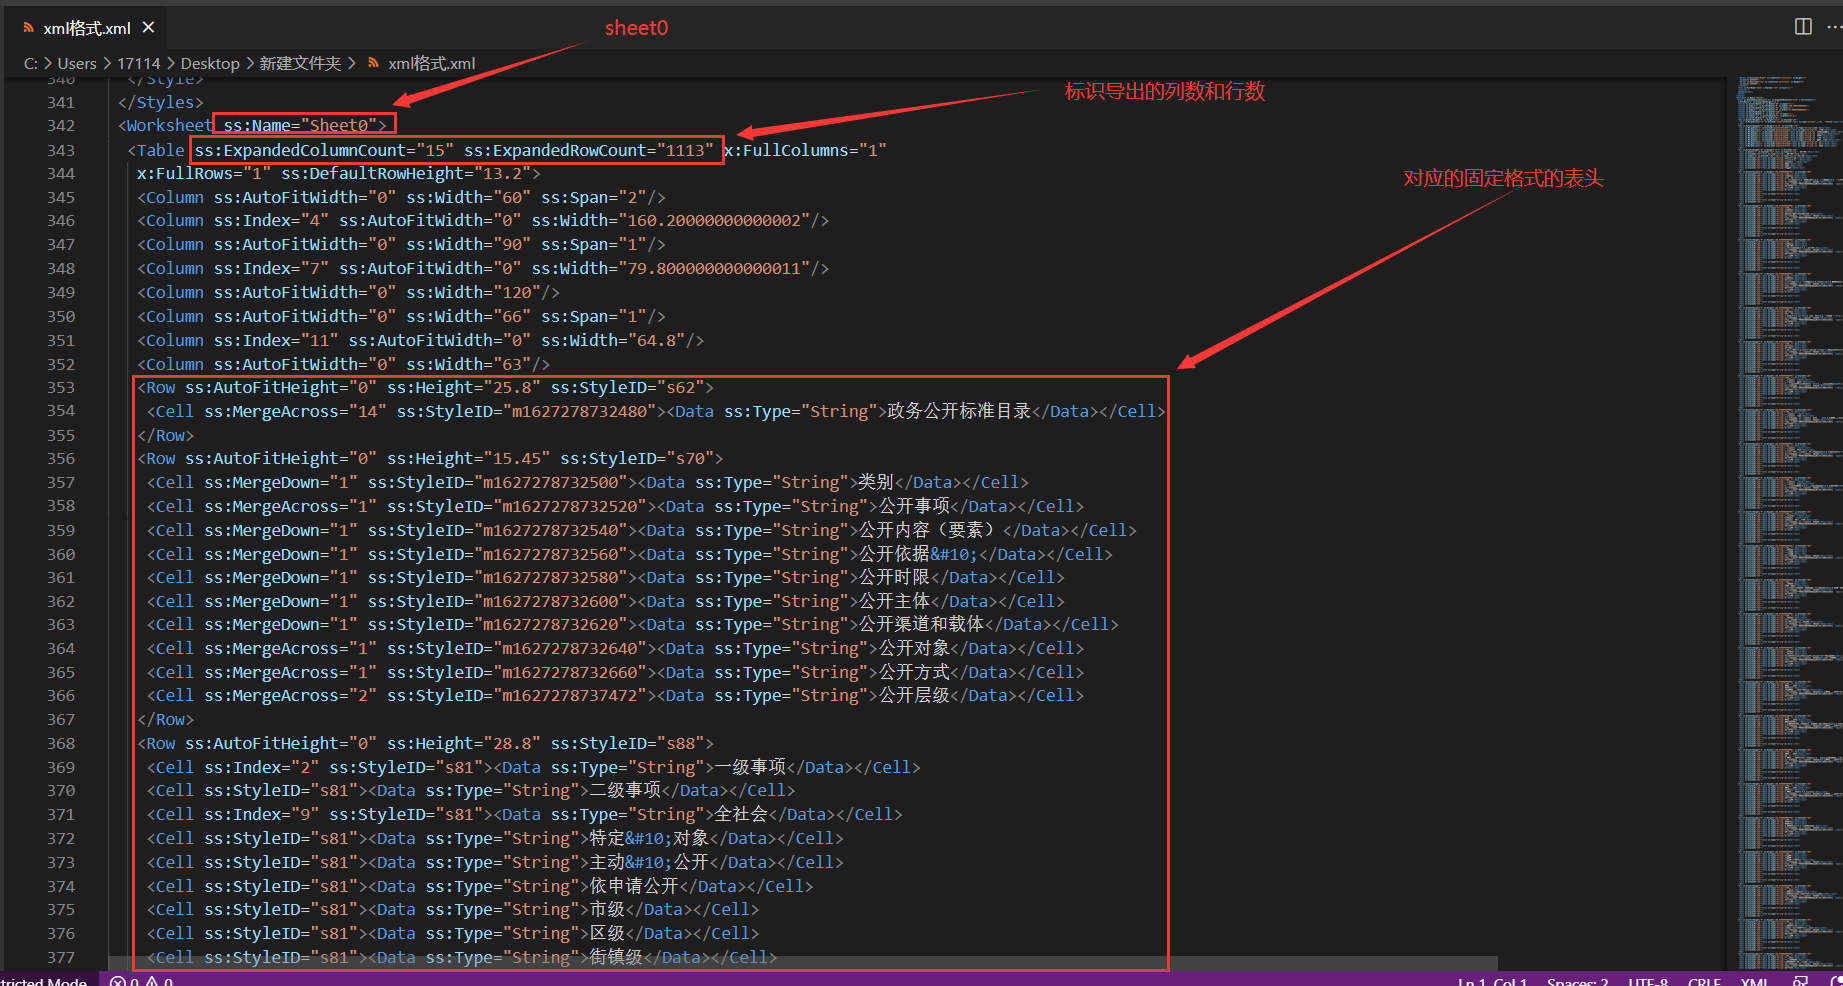 xml格式.xml
sheet0
C: > Users > 17114 > Desktop > 新建文件夹 > xml格式.xml
标识导出的列数和行数
对应的固定格式的表头
340 </Style>
341 </Styles>
342 <Worksheet ss:Name="Sheet0">
343 <Table ss:ExpandedColumnCount="15" ss:ExpandedRowCount="1113" x:FullColumns="1"
344 x:FullRows="1" ss:DefaultRowHeight="13.2">
345 <Column ss:AutoFitWidth="0" ss:Width="60" ss:Span="2"/>
346 <Column ss:Index="4" ss:AutoFitWidth="0" ss:Width="160.20000000000002"/>
347 <Column ss:AutoFitWidth="0" ss:Width="90" ss:Span="1"/>
348 <Column ss:Index="7" ss:AutoFitWidth="0" ss:Width="79.800000000000011"/>
349 <Column ss:AutoFitWidth="0" ss:Width="120"/>
350 <Column ss:AutoFitWidth="0" ss:Width="66" ss:Span="1"/>
351 <Column ss:Index="11" ss:AutoFitWidth="0" ss:Width="64.8"/>
352 <Column ss:AutoFitWidth="0" ss:Width="63"/>
353 <Row ss:AutoFitHeight="0" ss:Height="25.8" ss:StyleID="s62">
354 <Cell ss:MergeAcross="14" ss:StyleID="m1627278732480"><Data ss:Type="String">政务公开标准目录</Data></Cell>
355 </Row>
356 <Row ss:AutoFitHeight="0" ss:Height="15.45" ss:StyleID="s70">
357 <Cell ss:MergeDown="1" ss:StyleID="m1627278732500"><Data ss:Type="String">类别</Data></Cell>
358 <Cell ss:MergeAcross="1" ss:StyleID="m1627278732520"><Data ss:Type="String">公开事项</Data></Cell>
359 <Cell ss:MergeDown="1" ss:StyleID="m1627278732540"><Data ss:Type="String">公开内容（要素）</Data></Cell>
360 <Cell ss:MergeDown="1" ss:StyleID="m1627278732560"><Data ss:Type="String">公开依据&#10;</Data></Cell>
361 <Cell ss:MergeDown="1" ss:StyleID="m1627278732580"><Data ss:Type="String">公开时限</Data></Cell>
362 <Cell ss:MergeDown="1" ss:StyleID="m1627278732600"><Data ss:Type="String">公开主体</Data></Cell>
363 <Cell ss:MergeDown="1" ss:StyleID="m1627278732620"><Data ss:Type="String">公开渠道和载体</Data></Cell>
364 <Cell ss:MergeAcross="1" ss:StyleID="m1627278732640"><Data ss:Type="String">公开对象</Data></Cell>
365 <Cell ss:MergeAcross="1" ss:StyleID="m1627278732660"><Data ss:Type="String">公开方式</Data></Cell>
366 <Cell ss:MergeAcross="2" ss:StyleID="m1627278737472"><Data ss:Type="String">公开层级</Data></Cell>
367 </Row>
368 <Row ss:AutoFitHeight="0" ss:Height="28.8" ss:StyleID="s88">
369 <Cell ss:Index="2" ss:StyleID="s81"><Data ss:Type="String">一级事项</Data></Cell>
370 <Cell ss:StyleID="s81"><Data ss:Type="String">二级事项</Data></Cell>
371 <Cell ss:Index="9" ss:StyleID="s81"><Data ss:Type="String">全社会</Data></Cell>
372 <Cell ss:StyleID="s81"><Data ss:Type="String">特定&#10;对象</Data></Cell>
373 <Cell ss:StyleID="s81"><Data ss:Type="String">主动&#10;公开</Data></Cell>
374 <Cell ss:StyleID="s81"><Data ss:Type="String">依申请公开</Data></Cell>
375 <Cell ss:StyleID="s81"><Data ss:Type="String">市级</Data></Cell>
376 <Cell ss:StyleID="s81"><Data ss:Type="String">区级</Data></Cell>
377 <Cell ss:StyleID="s81"><Data ss:Type="String">街镇级</Data></Cell>
tricted Mode 0 0 Ln 1, Col 1 Spaces: 2 UTF-8 CRLF XML